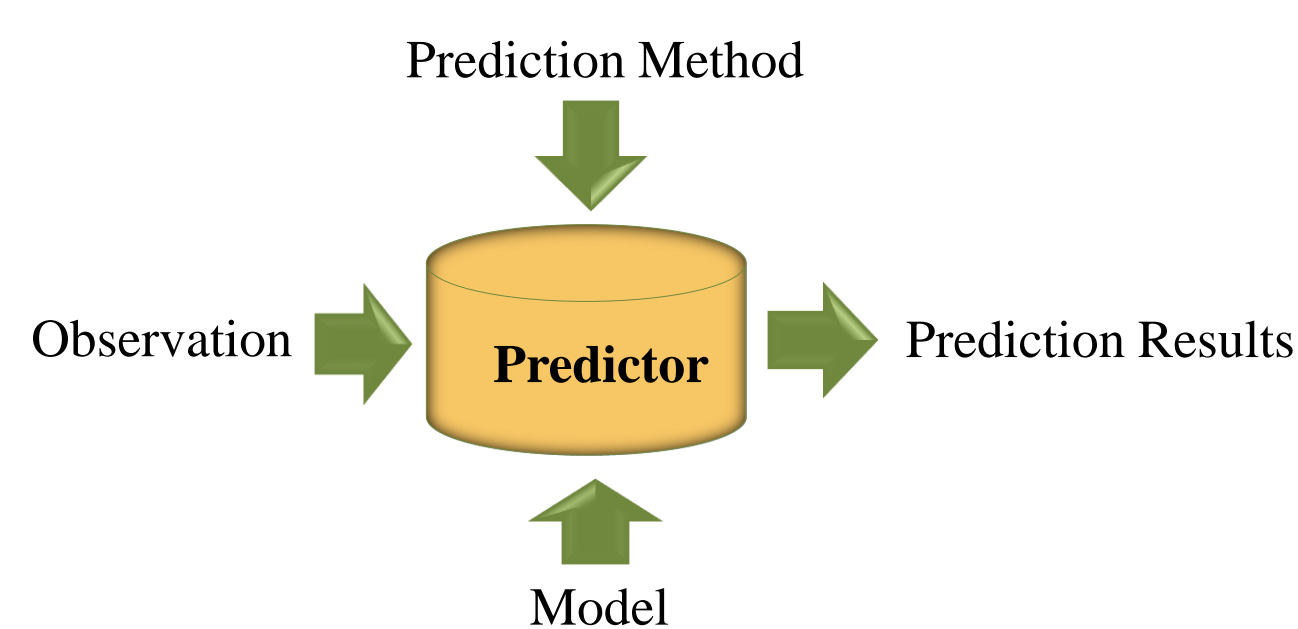 Prediction Method
Observation
Predictor
Prediction Results
Model